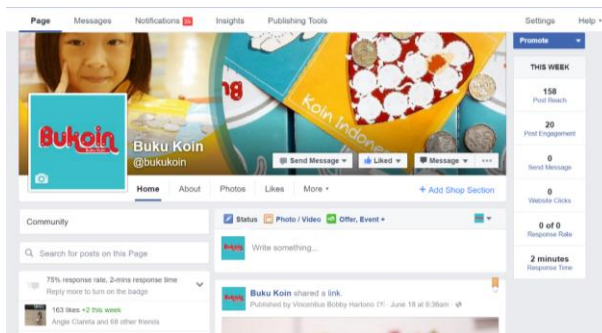 Page Messages Notifications Insights Publishing Tools Settings Help
Promote
THIS WEEK
158
Post Reach
20
Post Engagement
0
Send Message
0
Website Clicks
0 of 0
Response Rate
2 minutes
Response Time
Koin Indone
Bukoin
Buku Koin
Buku Koin
@bukukoin
Send Message Liked Message
Home About Photos Likes More + Add Shop Section
Community
Search for posts on this Page
75% response rate, 2-mins response time
Reply more to turn on the badge
163 likes +2 this week
Angie Clareta and 68 other friends
Status Photo / Video Offer, Event +
Write something...
Buku Koin shared a link.
Published by Vincentius Bobby Hartono [?] · June 18 at 9:36am ·